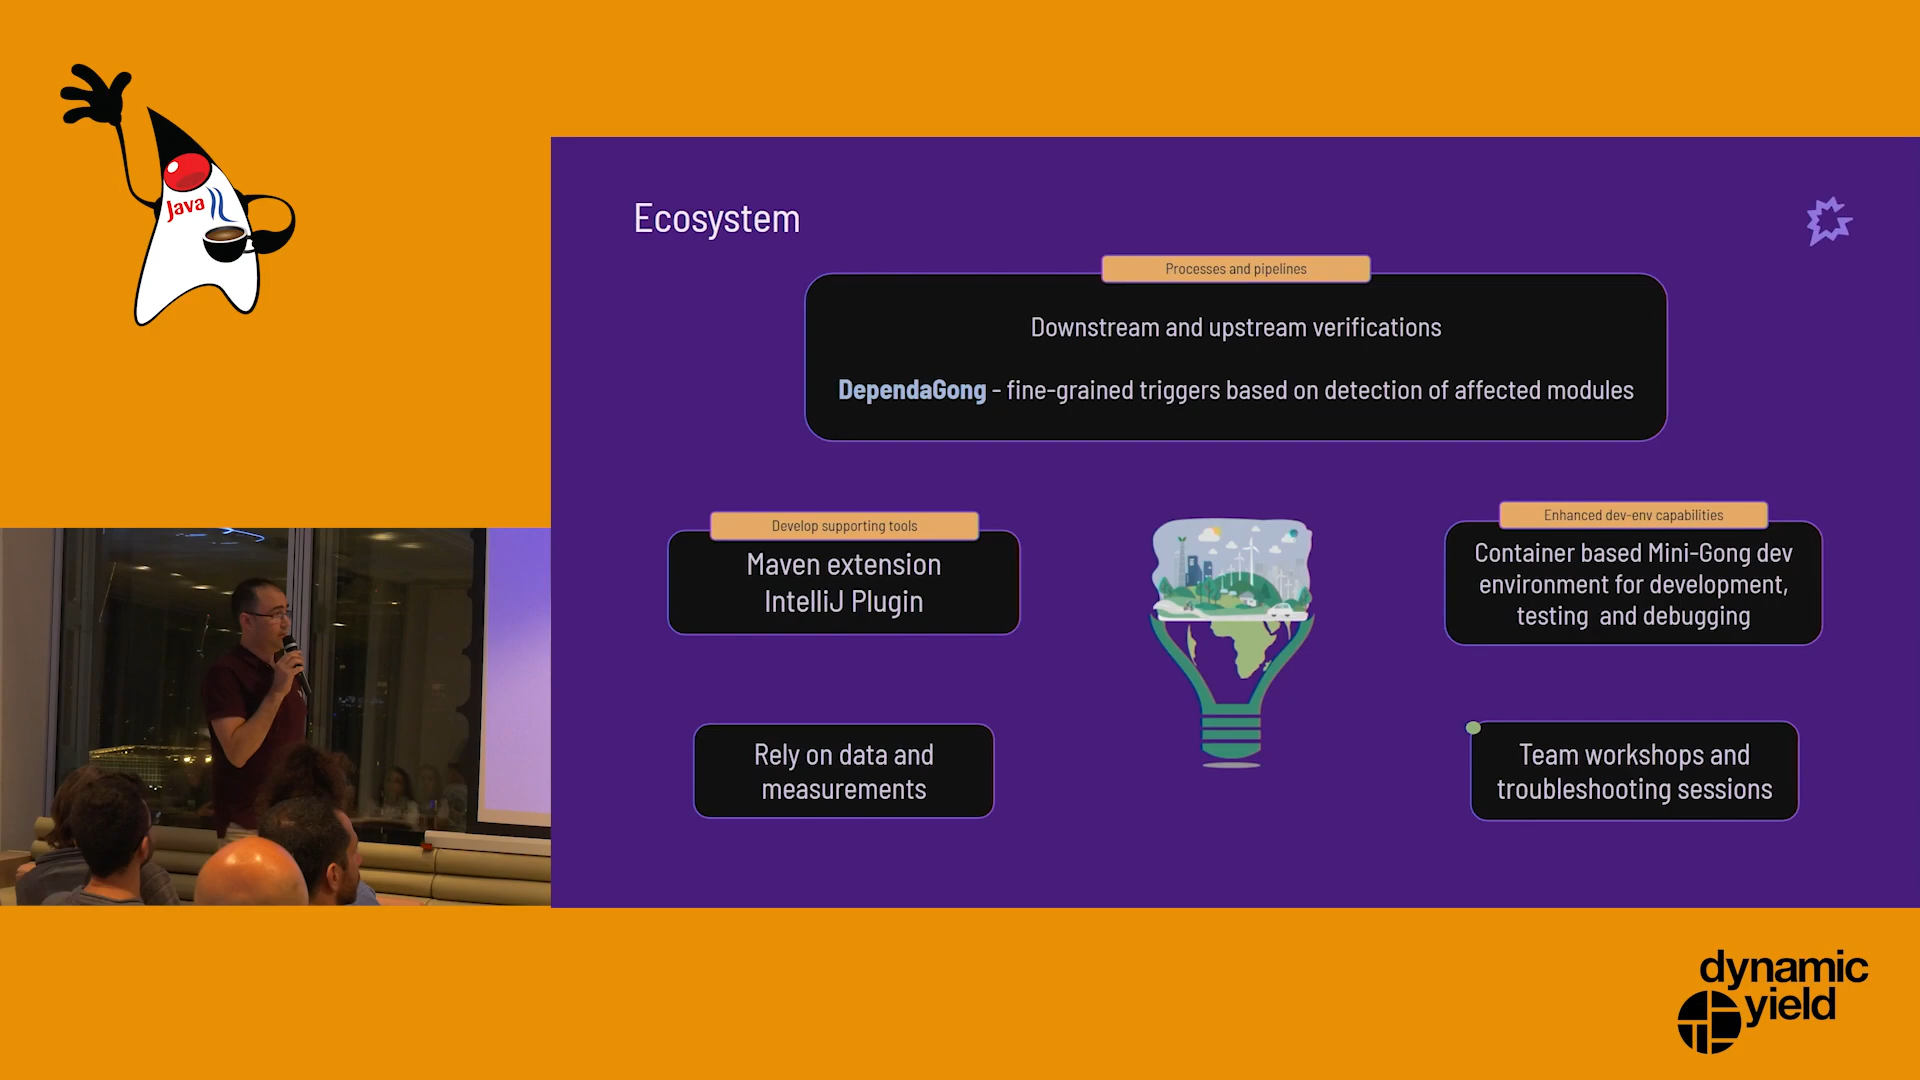 Java
Ecosystem
Processes and pipelines
Downstream and upstream verifications
DependaGong - fine-grained triggers based on detection of affected modules
Develop supporting tools
Maven extension
IntelliJ Plugin
Enhanced dev-env capabilities
Container based Mini-Gong dev
environment for development,
testing and debugging
Rely on data and
measurements
Team workshops and
troubleshooting sessions
dynamic
yield